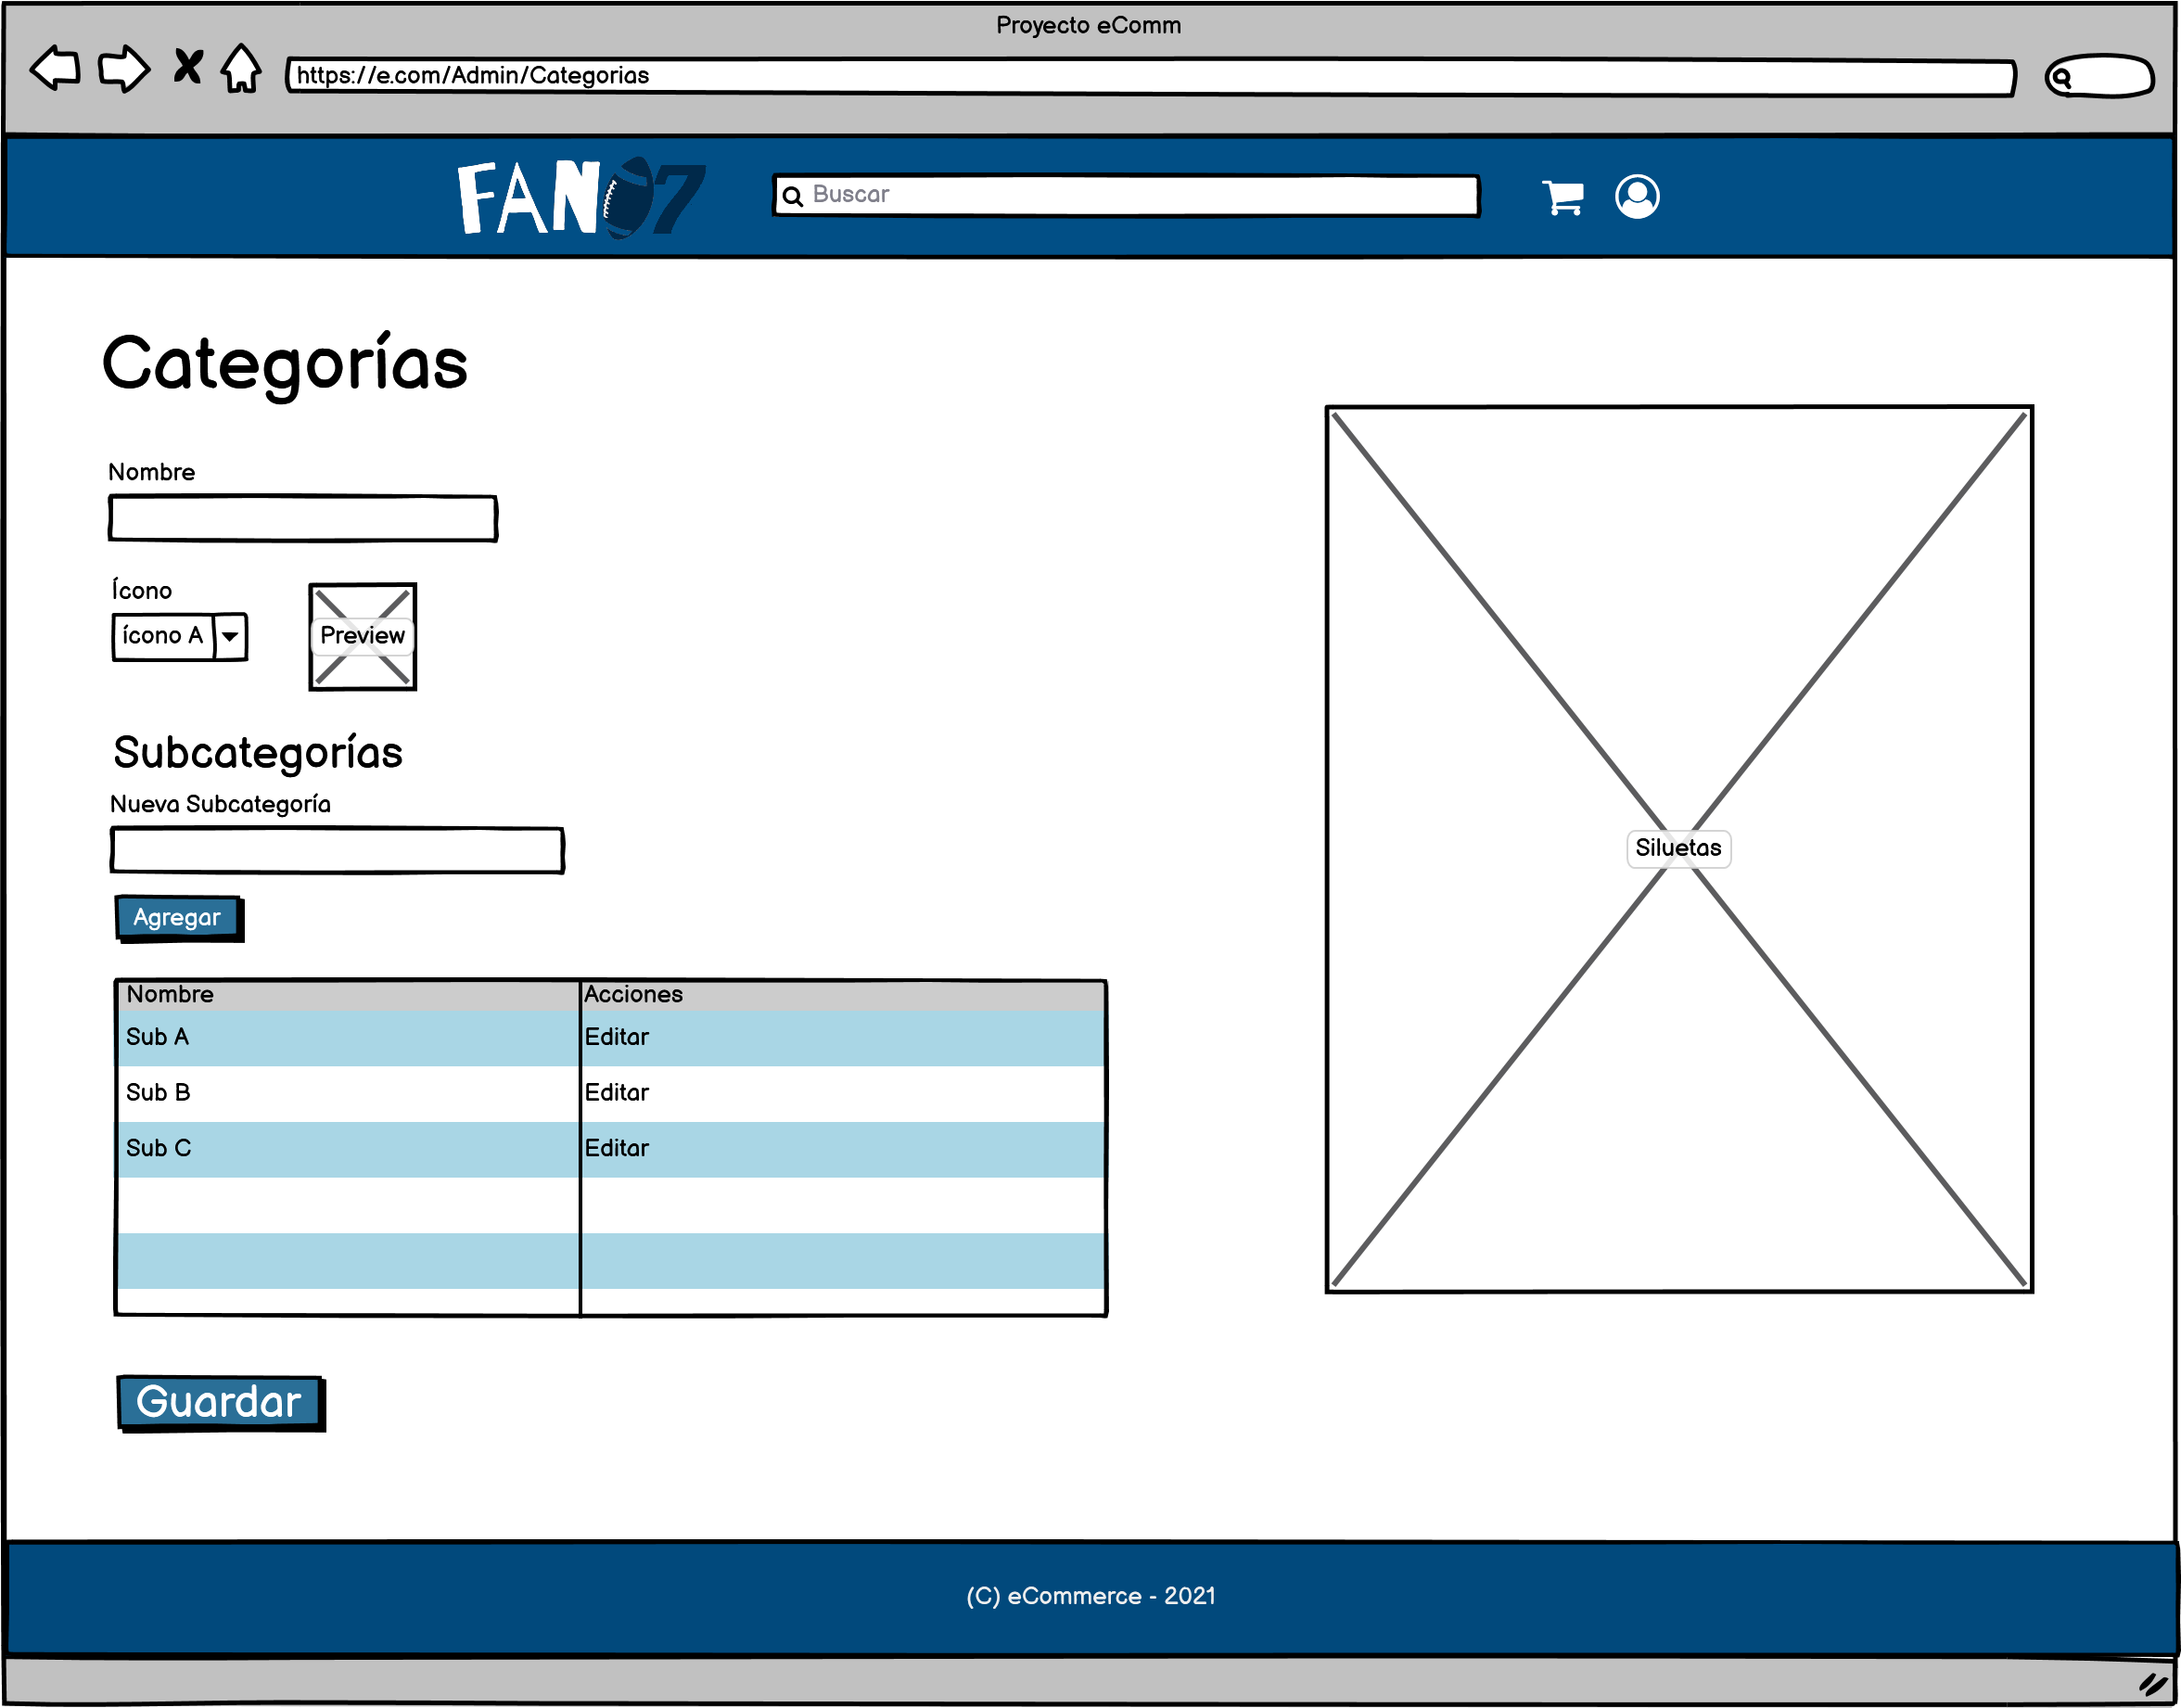 Proyecto eComm
https://e.com/Admin/Categorias
FAN 7
Buscar
Categorías
Nombre
Ícono
ícono A
Preview
Subcategorías
Nueva Subcategoría
Agregar
Nombre Acciones
Sub A Editar
Sub B Editar
Sub C Editar
Guardar
Siluetas
(C) eCommerce - 2021